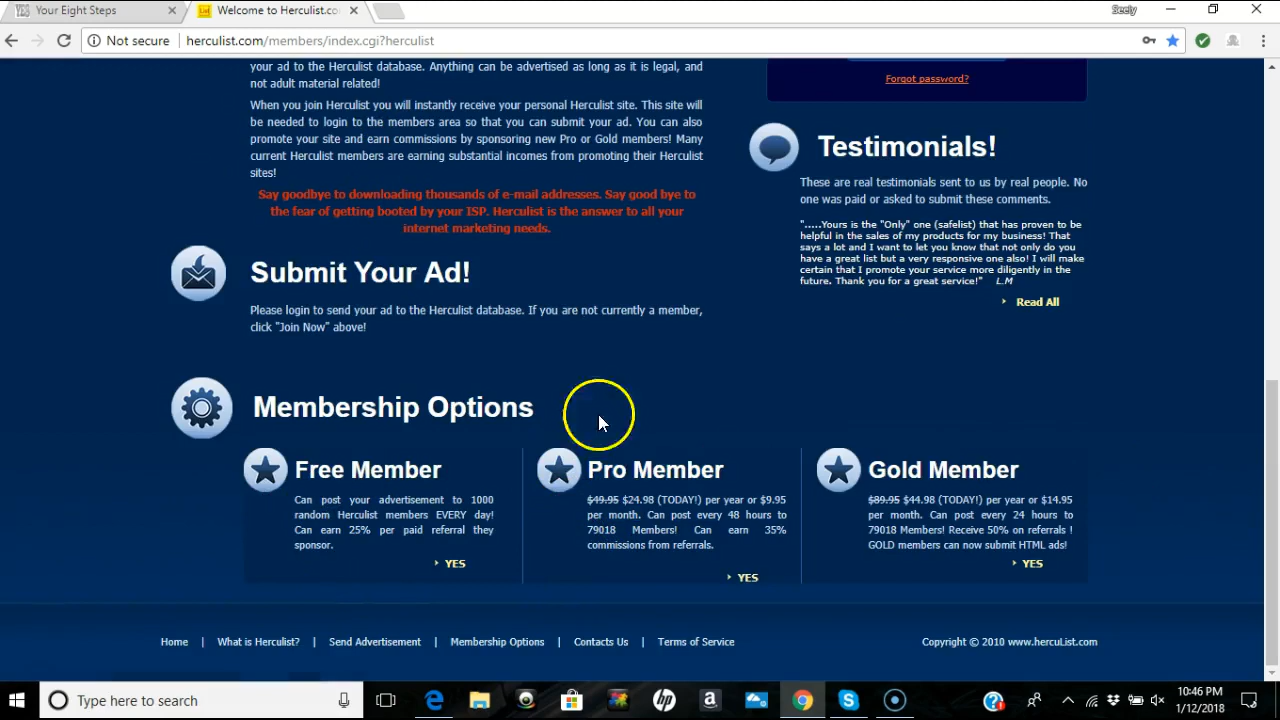 Your Eight Steps
Welcome to Herculist.co
Seely
Not secure
herculist.com/members/index.cgi?herculist
your ad to the Herculist database. Anything can be advertised as long as it is legal, and
not adult material related!
When you join Herculist you will instantly receive your personal Herculist site. This site
will be needed to login to the members area so that you can submit your ad. You can also
promote your site and earn commissions by sponsoring new Pro or Gold members! Many
current Herculist members are earning substantial incomes from promoting their Herculist
sites!
Say goodbye to downloading thousands of e-mail addresses. Say good bye to
the fear of getting booted by your ISP. Herculist is the answer to all your
internet marketing needs.
Submit Your Ad!
Please login to send your ad to the Herculist database. If you are not currently a member,
click "Join Now" above!
Forgot password?
Testimonials!
These are real testimonials sent to us by real people. No
one was paid or asked to submit these comments.
".....Yours is the "Only" one (safelist) that has proven to be
helpful in the sales of my products for my business! That
says a lot and I want to let you know that not only do you
have a great list but a very responsive one also! I will make
certain that I promote your service more diligently in the
future. Thank you for a great service!" L.M
Read All
Membership Options
Free Member
Can post your advertisement to 1000
random Herculist members EVERY day!
Can earn 25% per paid referral they
sponsor.
YES
Pro Member
$49.95 $24.98 (TODAY!) per year or $9.95
per month. Can post every 48 hours to
79018 Members! Can earn 35%
commissions from referrals.
YES
Gold Member
$89.95 $44.98 (TODAY!) per year or $14.95
per month. Can post every 24 hours to
79018 Members! Receive 50% on referrals !
GOLD members can now submit HTML ads!
YES
Home | What is Herculist? | Send Advertisement | Membership Options | Contacts Us | Terms of Service
Copyright © 2010 www.hercuList.com
Type here to search
10:46 PM
1/12/2018